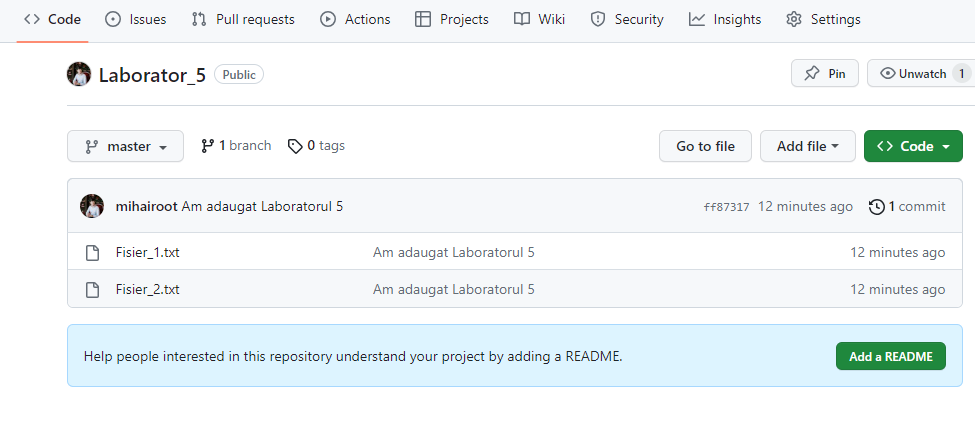 Code Issues Pull requests Actions Projects Wiki Security Insights Settings
Laborator_5 Public Pin Unwatch 1
master 1 branch 0 tags Go to file Add file Code
mihairoot Am adaugat Laboratorul 5 ff87317 12 minutes ago 1 commit
Fisier_1.txt Am adaugat Laboratorul 5 12 minutes ago
Fisier_2.txt Am adaugat Laboratorul 5 12 minutes ago
Help people interested in this repository understand your project by adding a README. Add a README